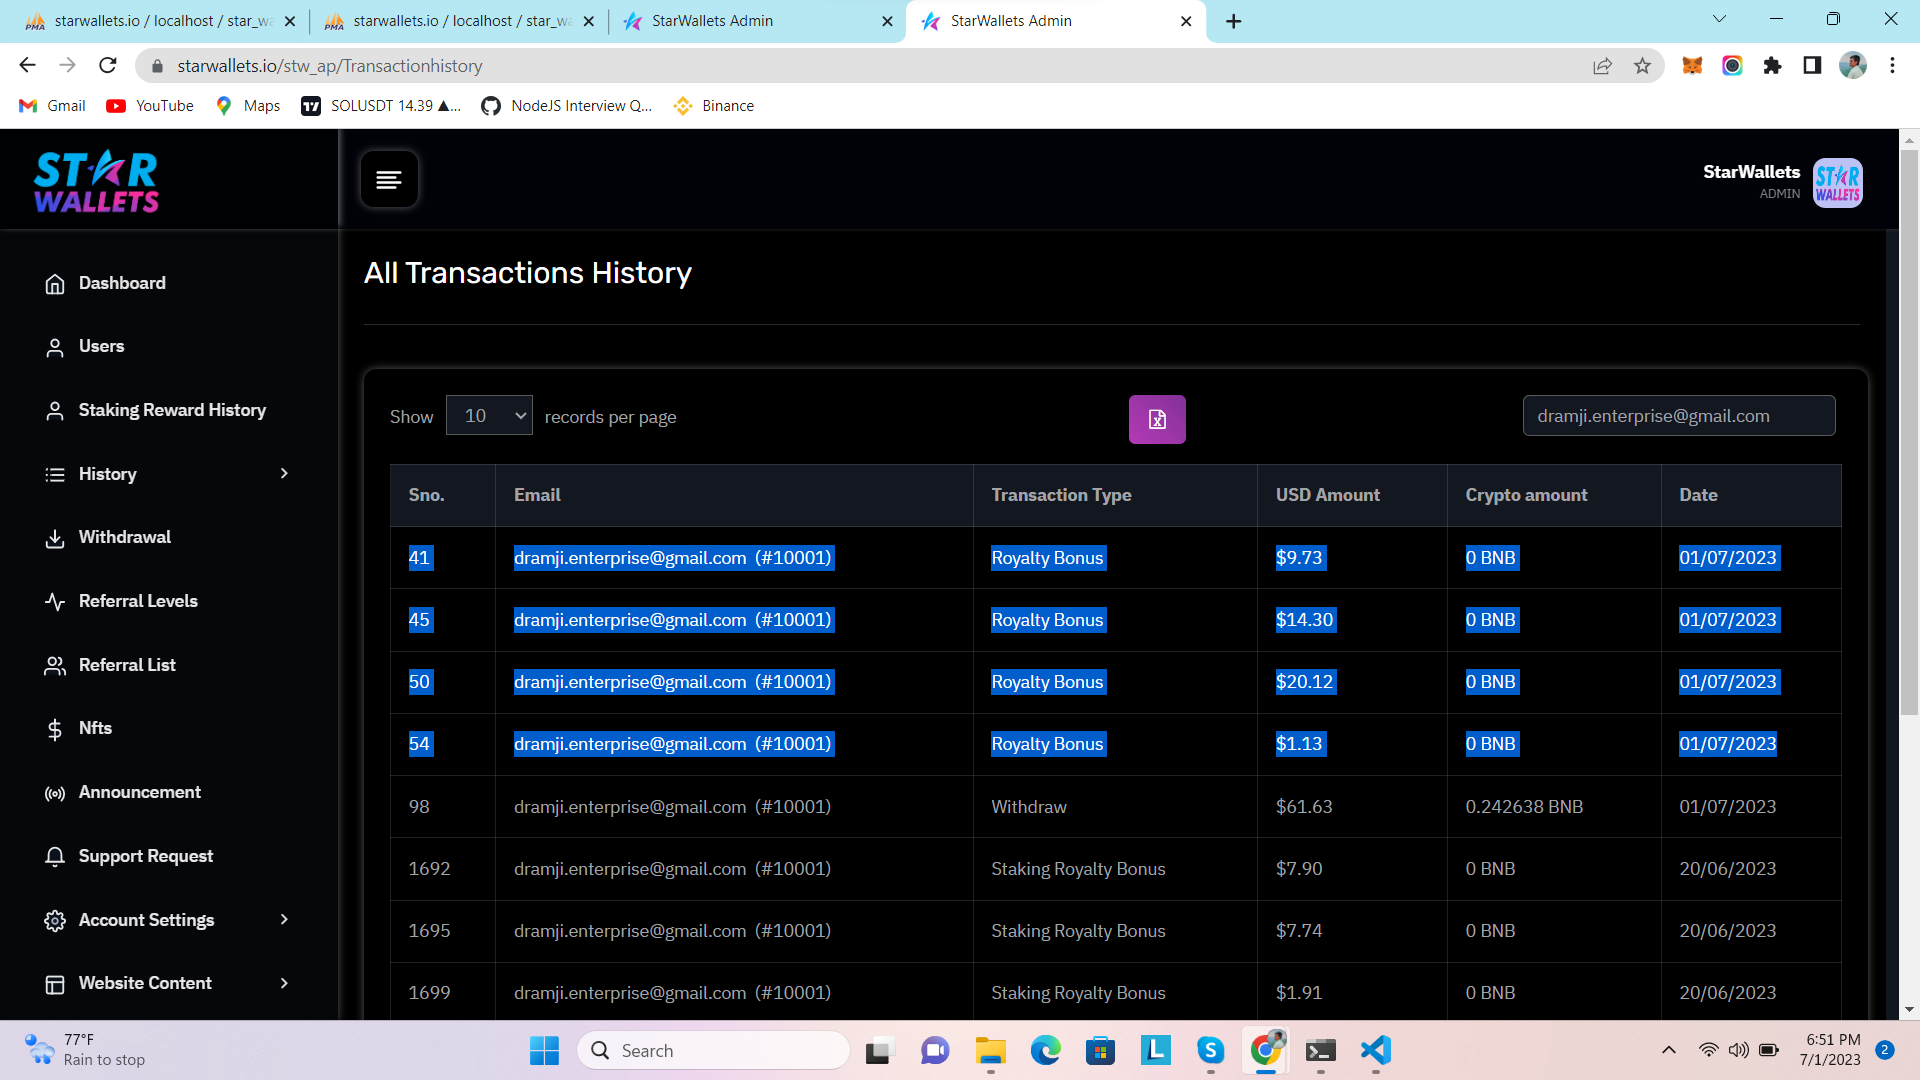 starwallets.io / localhost / star_wa
starwallets.io / localhost / star_wa
StarWallets Admin
StarWallets Admin
starwallets.io/stw_ap/Transactionhistory
Gmail
YouTube
Maps
SOLUSDT 14.39 ▲...
NodeJS Interview Q...
Binance
STAR
WALLETS
StarWallets
ADMIN
STAR
WALLETS
Dashboard
Users
Staking Reward History
History
Withdrawal
Referral Levels
Referral List
Nfts
Announcement
Support Request
Account Settings
Website Content
All Transactions History
Show 10 records per page
dramji.enterprise@gmail.com
Sno. Email Transaction Type USD Amount Crypto amount Date
41 dramji.enterprise@gmail.com (#10001) Royalty Bonus $9.73 0 BNB 01/07/2023
45 dramji.enterprise@gmail.com (#10001) Royalty Bonus $14.30 0 BNB 01/07/2023
50 dramji.enterprise@gmail.com (#10001) Royalty Bonus $20.12 0 BNB 01/07/2023
54 dramji.enterprise@gmail.com (#10001) Royalty Bonus $1.13 0 BNB 01/07/2023
98 dramji.enterprise@gmail.com (#10001) Withdraw $61.63 0.242638 BNB 01/07/2023
1692 dramji.enterprise@gmail.com (#10001) Staking Royalty Bonus $7.90 0 BNB 20/06/2023
1695 dramji.enterprise@gmail.com (#10001) Staking Royalty Bonus $7.74 0 BNB 20/06/2023
1699 dramji.enterprise@gmail.com (#10001) Staking Royalty Bonus $1.91 0 BNB 20/06/2023
77°F
Rain to stop
Search
6:51 PM
7/1/2023
2